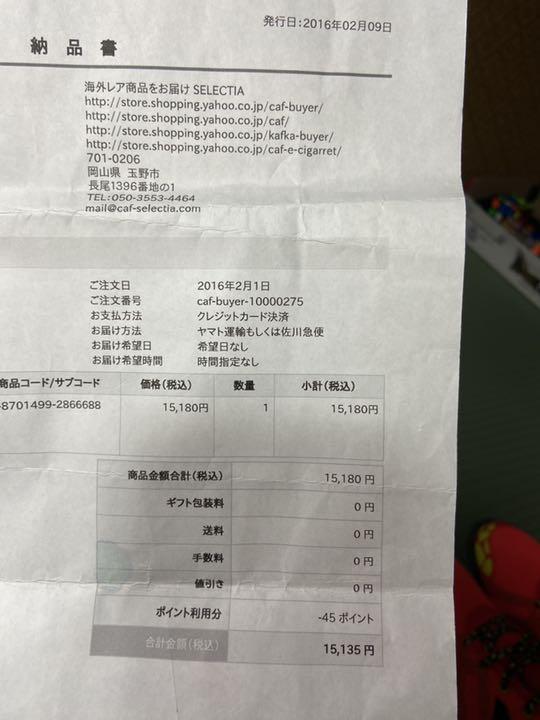 発行日：2016年02月09日
納 品 書
海外レア商品をお届け SELECTIA
http://store.shopping.yahoo.co.jp/caf-buyer/
http://store.shopping.yahoo.co.jp/caf/
http://store.shopping.yahoo.co.jp/kafka-buyer/
http://store.shopping.yahoo.co.jp/caf-e-cigarret/
701-0206
岡山県 玉野市
長尾1396番地の1
TEL:050-3553-4464
mail@caf-selectia.com
ご注文日 2016年2月1日
ご注文番号 caf-buyer-10000275
お支払方法 クレジットカード決済
お届け方法 ヤマト運輸もしくは佐川急便
お届け希望日 希望日なし
お届け希望時間 時間指定なし
商品コード/サブコード 価格（税込） 数量 小計（税込）
-8701499-2866688 15,180円 1 15,180円
商品金額合計（税込） 15,180 円
ギフト包装料 0 円
送料 0 円
手数料 0 円
値引き 0 円
ポイント利用分 -45 ポイント
合計金額（税込） 15,135 円